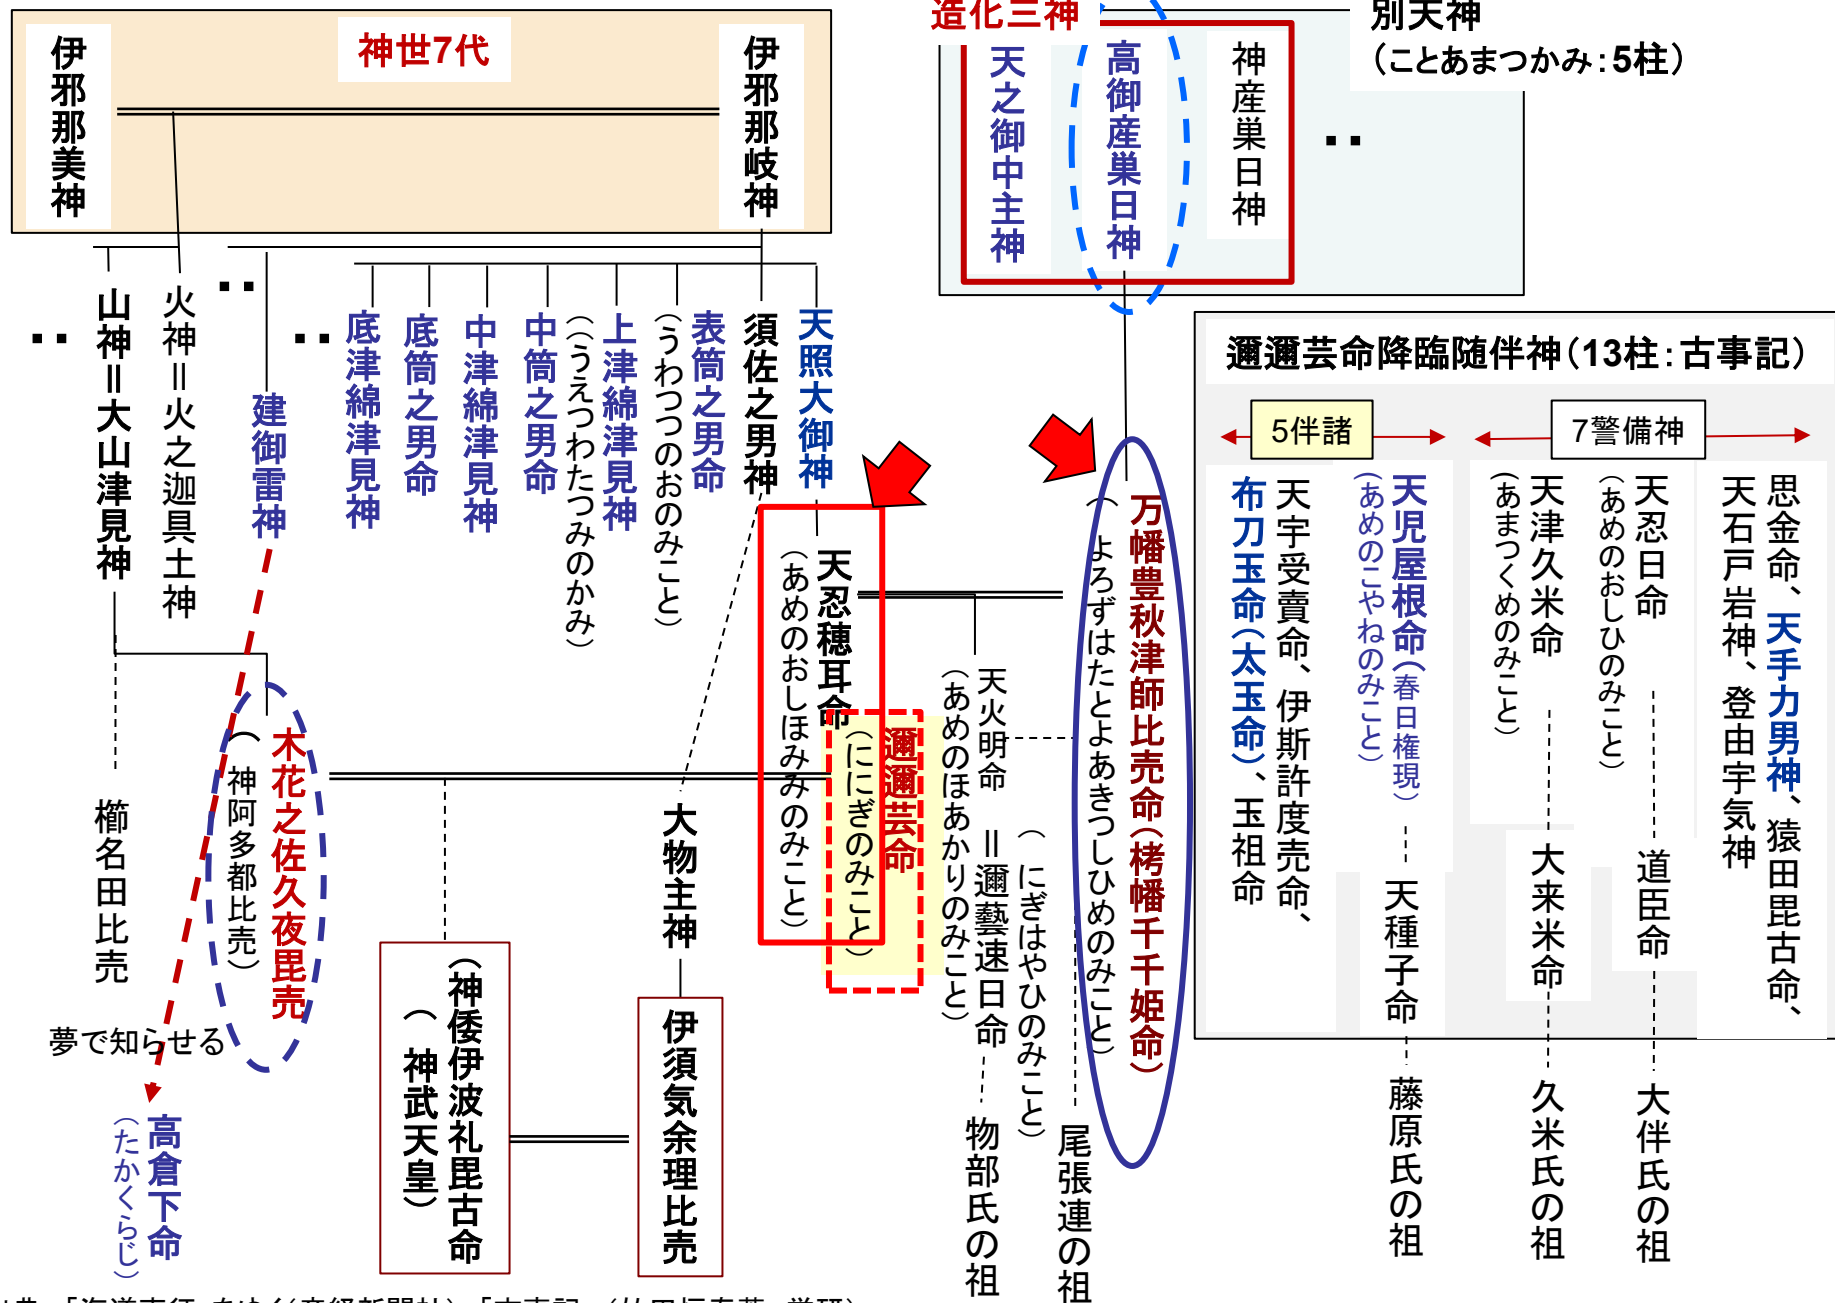 神世7代
伊邪那美神
伊邪那岐神
造化三神
天之御中主神
高御産巣日神
神産巣日神
‥
別天神
（ことあまつかみ：5柱）
‥
山神＝大山津見神
火神＝火之迦具土神
‥
建御雷神
‥
底津綿津見神
底筒之男命
中津綿津見神
中筒之男命
上津綿津見神
（（うえつわたつみのかみ）
表筒之男命
（うわつつのおのみこと）
須佐之男神
天照大御神
天忍穂耳命
（あめのおしほみみのみこと）
万幡豊秋津師比売命（栲幡千千姫命）
（よろずはたとよあきつしひめのみこと）
邇邇芸命降臨随伴神（13柱：古事記）
5伴諸
7警備神
天宇受賣命、伊斯許度売命、
布刀玉命（太玉命）、玉祖命
天児屋根命（春日権現）
（あめのこやねのみこと）
天津久米命
（あまつくめのみこと）
天忍日命
（あめのおしひのみこと）
思金命、天手力男神、猿田毘古命、
天石戸岩神、登由宇気神
天種子命
大来米命
道臣命
藤原氏の祖
久米氏の祖
大伴氏の祖
櫛名田比売
木花之佐久夜毘売
（神阿多都比売）
邇邇芸命
（ににぎのみこと）
天火明命　＝邇藝速日命
（あめのほあかりのみこと）
（にぎはやひのみこと）
大物主神
夢で知らせる
高倉下命
（たかくらじ）
（神倭伊波礼毘古命
（神武天皇）
伊須気余理比売
物部氏の祖
尾張連の祖